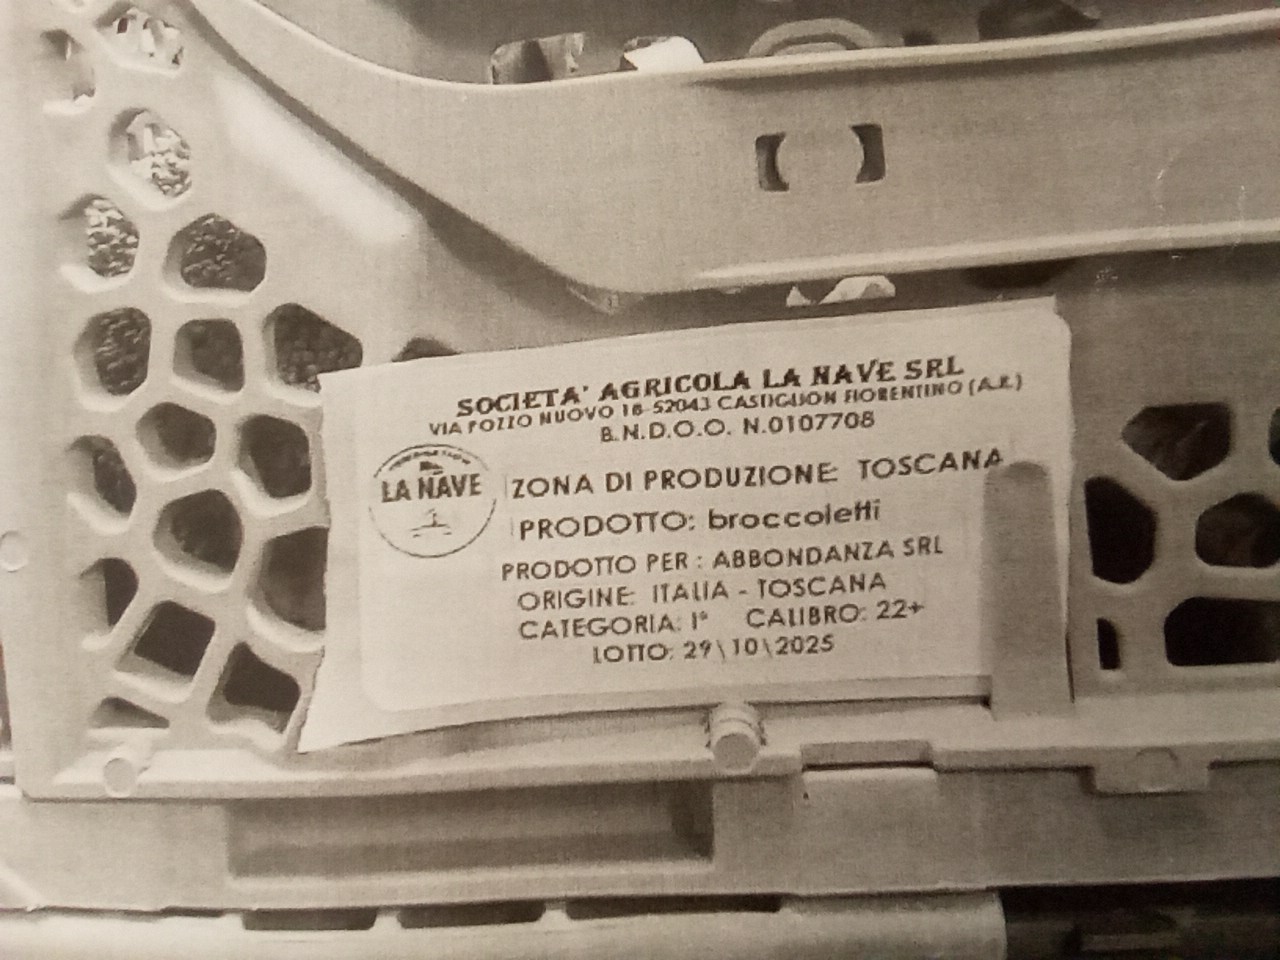 SOCIETA' AGRICOLA LA NAVE SRL
VIA POZZO NUOVO 18 52043 CASTIGLION FIORENTINO (A.R.)
B.N.D.O.O. N.0107708
LA NAVE
ZONA DI PRODUZIONE: TOSCANA
PRODOTTO: broccoletti
PRODOTTO PER : ABBONDANZA SRL
ORIGINE: ITALIA - TOSCANA
CATEGORIA: I° CALIBRO: 22+
LOTTO: 29\10\2025